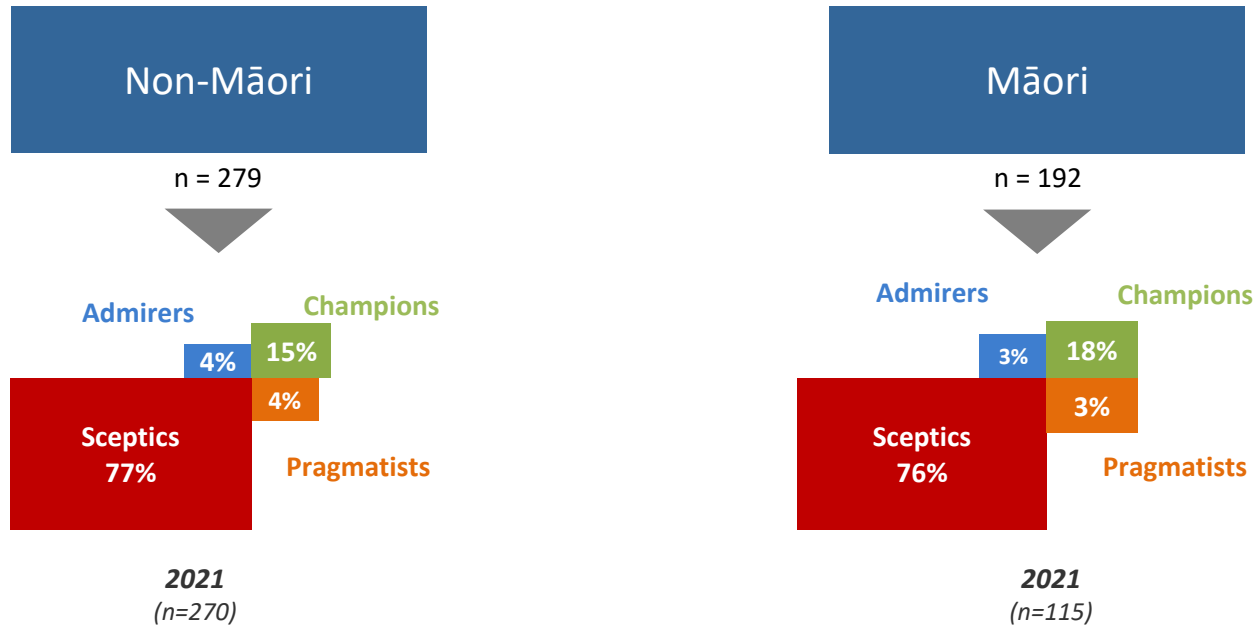 Non-Māori
n = 279
Admirers
Champions
4%
15%
4%
Sceptics
77%
Pragmatists
2021
(n=270)
Māori
n = 192
Admirers
Champions
3%
18%
3%
Sceptics
76%
Pragmatists
2021
(n=115)